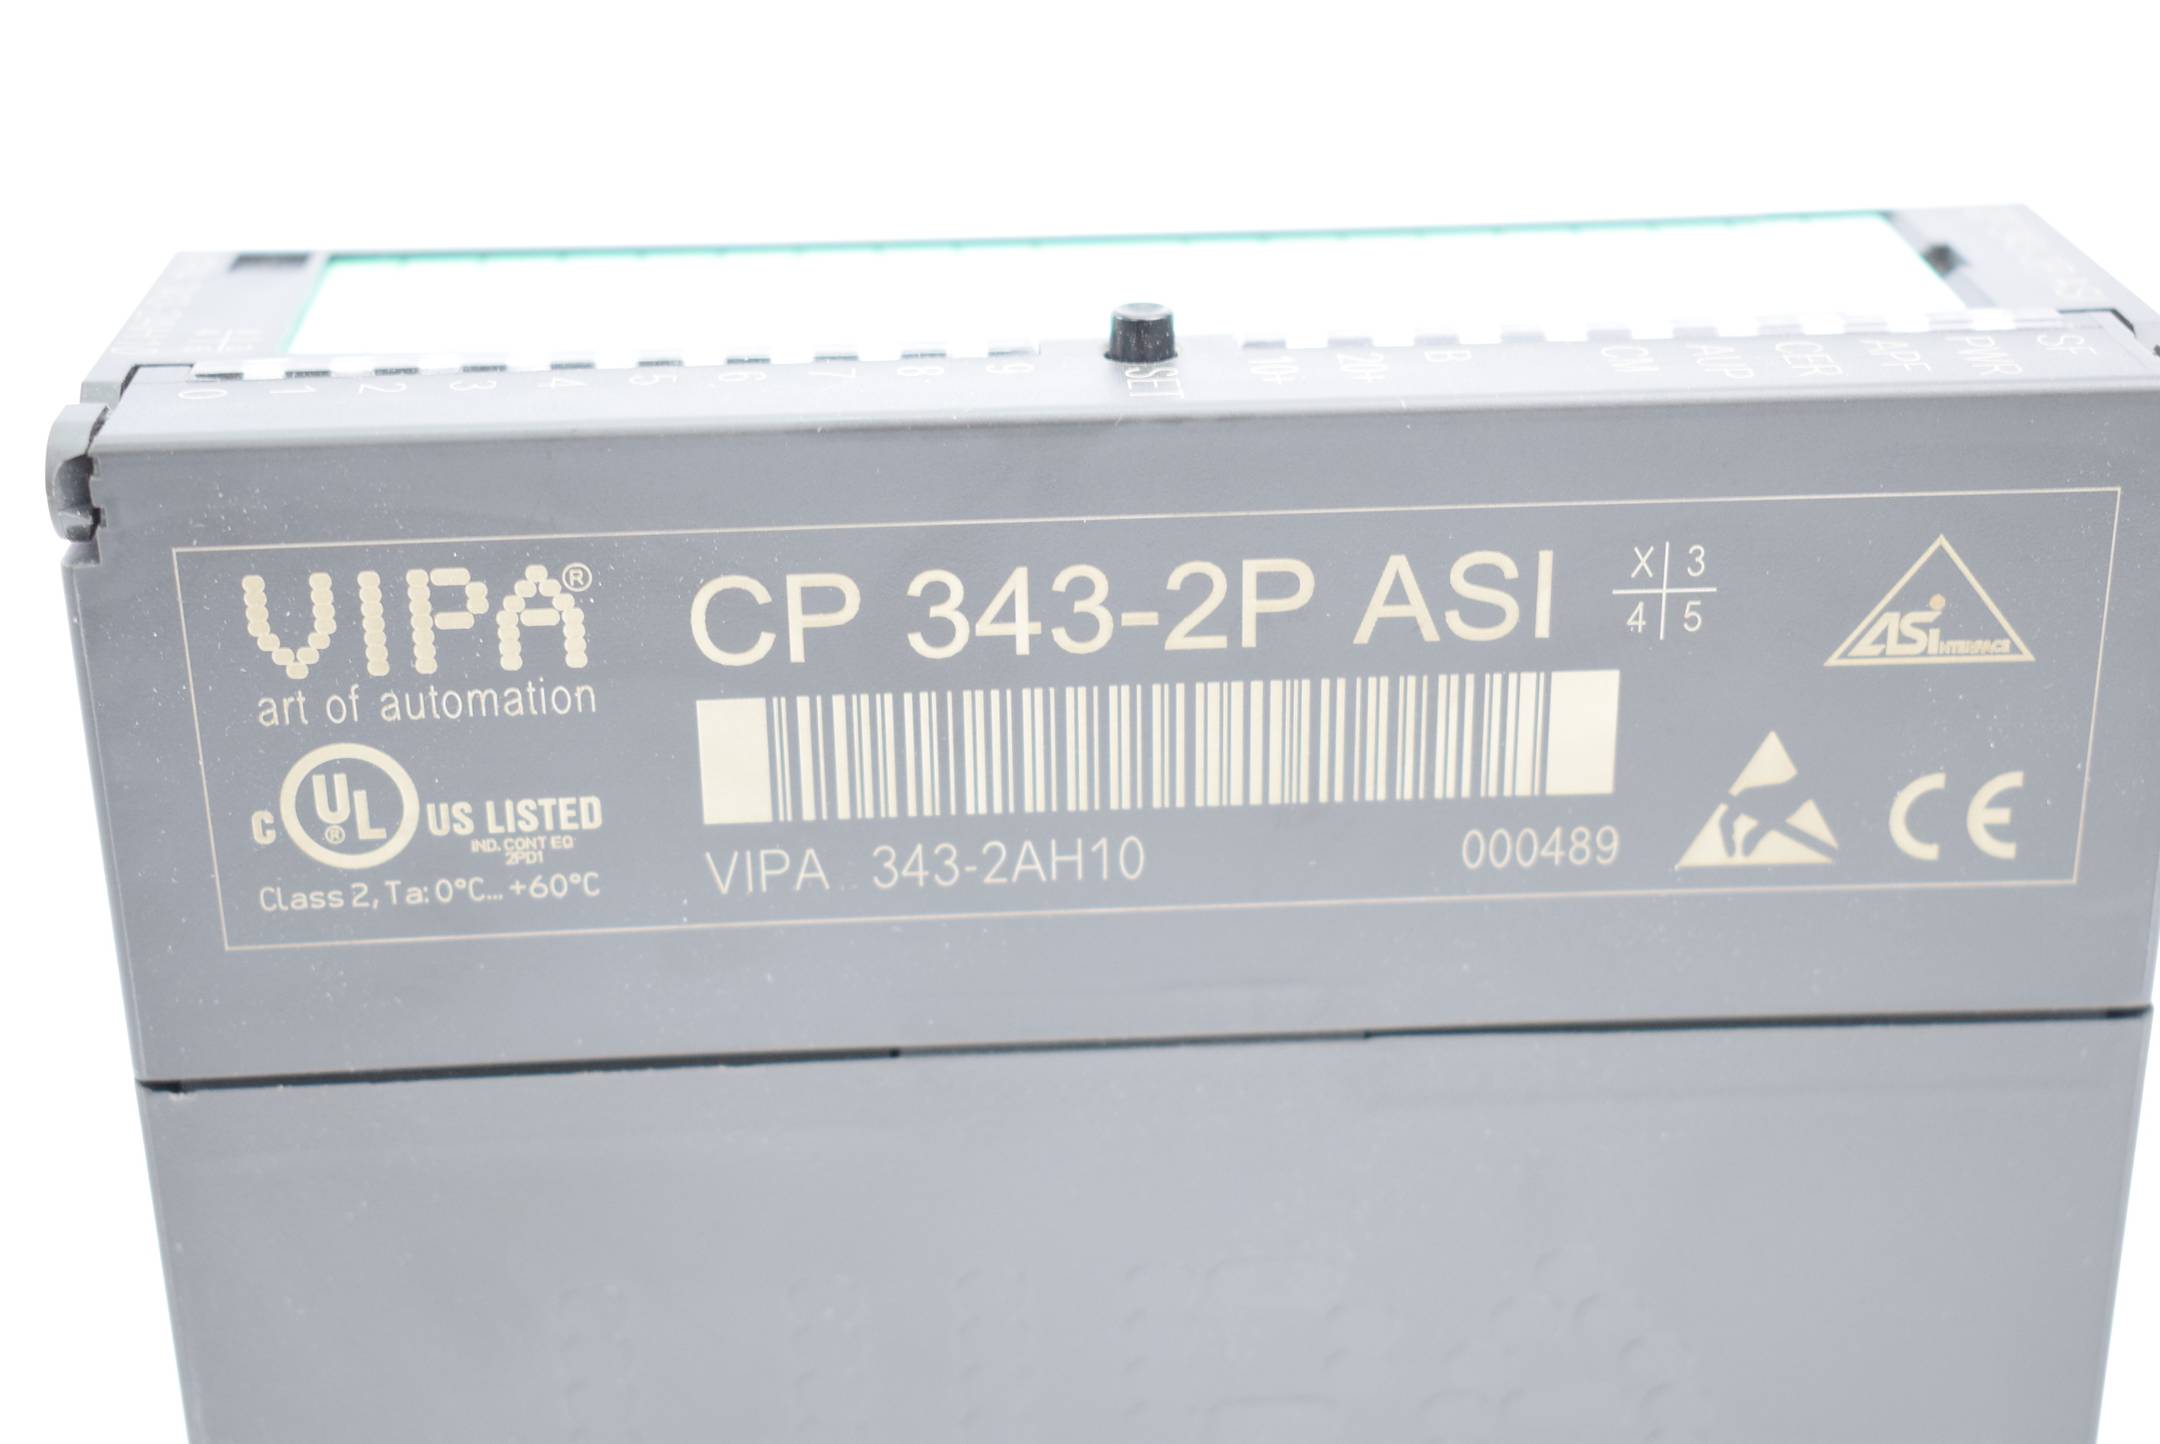 0 1 2 3 4 5 6 7 8 9 SET 10+ 20+ B CM AUP CER APF PWR SF
VIPA®
art of automation
CP 343-2P ASI
X 3
4 5
ASi INTERFACE
C UL® US LISTED
IND. CONT EQ
2PD1
Class 2, Ta: 0°C... +60°C
VIPA 343-2AH10 000489
CE